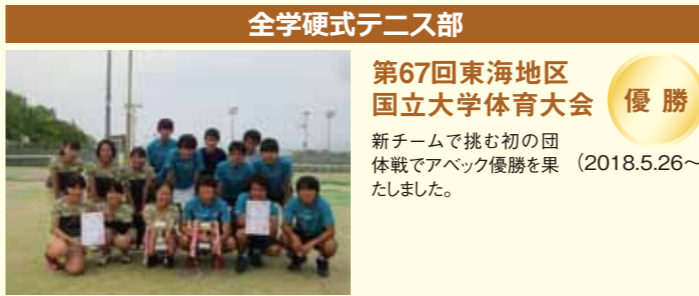 全学硬式テニス部
第67回東海地区
国立大学体育大会
優勝
新チームで挑む初の団
体戦でアベック優勝を果
たしました。
(2018.5.26~